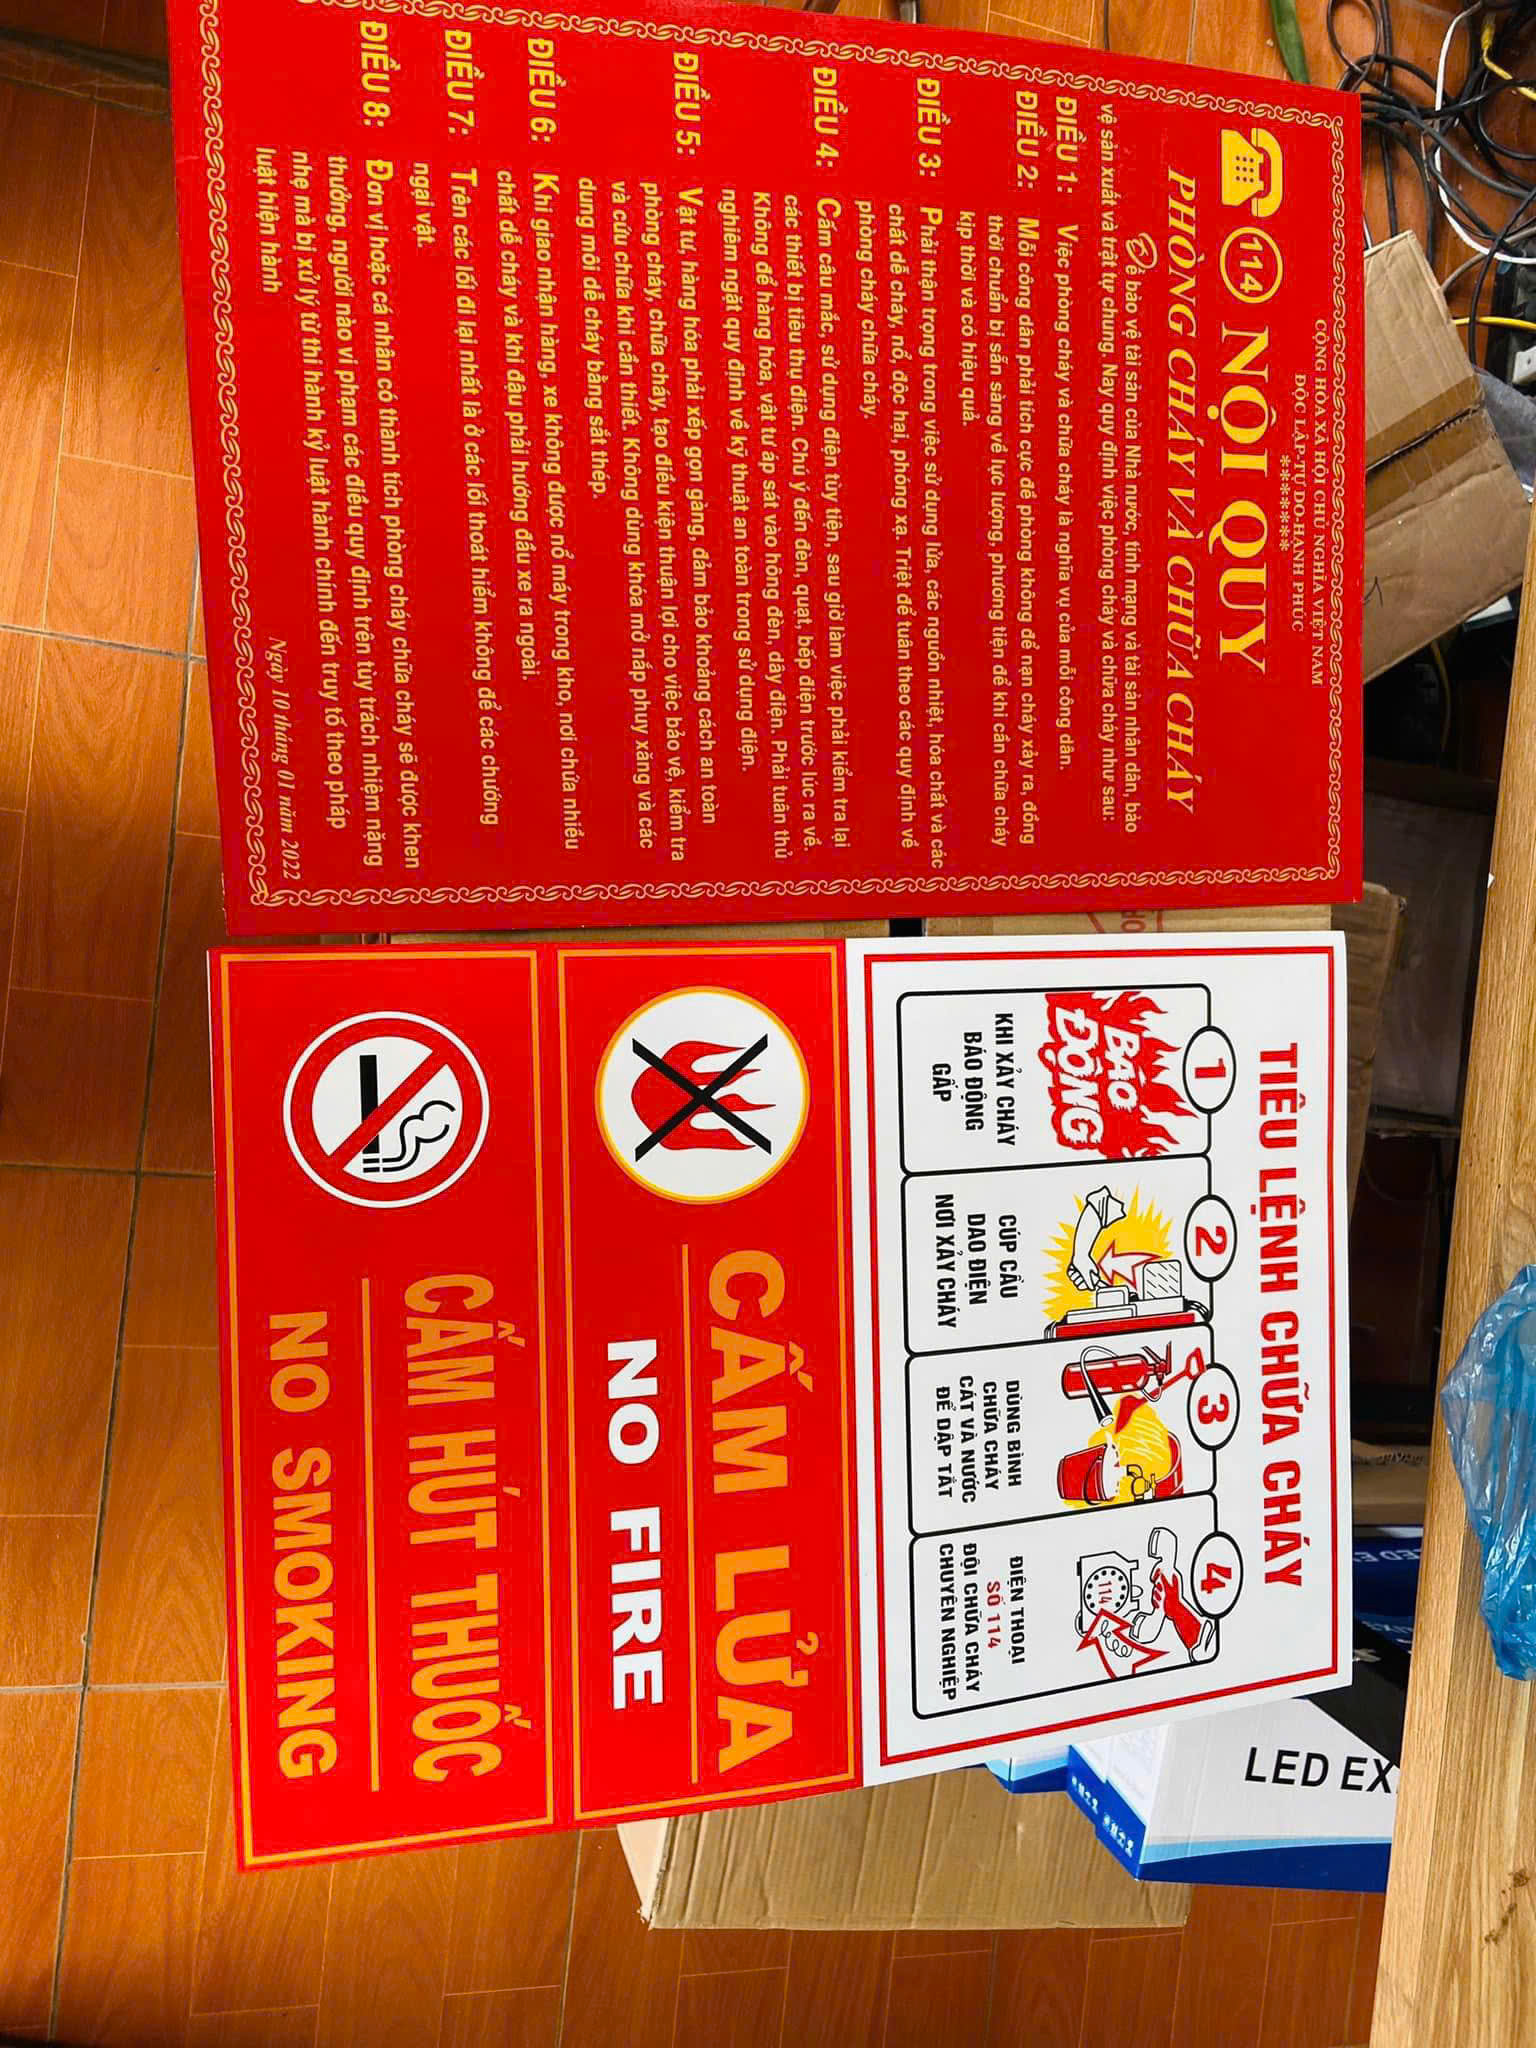 CỘNG HÒA XÃ HỘI CHỦ NGHĨA VIỆT NAM
ĐỘC LẬP-TỰ DO-HẠNH PHÚC
******
114 NỘI QUY
PHÒNG CHÁY VÀ CHỮA CHÁY
Để bảo vệ tài sản của Nhà nước, tính mạng và tài sản nhân dân, bảo
vệ sản xuất và trật tự chung. Nay quy định việc phòng cháy và chữa cháy như sau:
ĐIỀU 1: Việc phòng cháy và chữa cháy là nghĩa vụ của mỗi công dân.
ĐIỀU 2: Mỗi công dân phải tích cực đề phòng không để nạn cháy xảy ra, đồng
thời chuẩn bị sẵn sàng về lực lượng, phương tiện để khi cần chữa cháy
kịp thời và có hiệu quả.
ĐIỀU 3: Phải thận trọng trong việc sử dụng lửa, các nguồn nhiệt, hóa chất và các
chất dễ cháy, nổ, độc hại, phóng xạ. Triệt để tuân theo các quy định về
phòng cháy chữa cháy.
ĐIỀU 4: Cấm câu mắc, sử dụng điện tùy tiện, sau giờ làm việc phải kiểm tra lại
các thiết bị tiêu thụ điện. Chú ý đến đèn, quạt, bếp điện trước lúc ra về.
Không để hàng hóa, vật tư áp sát vào hông đèn, dây điện. Phải tuân thủ
nghiêm ngặt quy định về kỹ thuật an toàn trong sử dụng điện.
ĐIỀU 5: Vật tư, hàng hóa phải xếp gọn gàng, đảm bảo khoảng cách an toàn
phòng cháy, chữa cháy, tạo điều kiện thuận lợi cho việc bảo vệ, kiểm tra
và cứu chữa khi cần thiết. Không dùng khóa mở nắp phuy xăng và các
dung môi dễ cháy bằng sắt thép.
ĐIỀU 6: Khi giao nhận hàng, xe không được nổ máy trong kho, nơi chứa nhiều
chất dễ cháy và khi đậu phải hướng đầu xe ra ngoài.
ĐIỀU 7: Trên các lối đi lại nhất là ở các lối thoát hiểm không để các chướng
ngại vật.
ĐIỀU 8: Đơn vị hoặc cá nhân có thành tích phòng cháy chữa cháy sẽ được khen
thưởng, người nào vi phạm các điều quy định trên tùy trách nhiệm nặng
nhẹ mà bị xử lý từ thi hành kỷ luật hành chính đến truy tố theo pháp
luật hiện hành
Ngày 10 tháng 01 năm 2022
TIÊU LỆNH CHỮA CHÁY
1
BÁO
ĐỘNG
KHI XẢY CHÁY
BÁO ĐỘNG
GẤP
2
CÚP CẦU
DAO ĐIỆN
NƠI XẢY CHÁY
3
DÙNG BÌNH
CHỮA CHÁY
CÁT VÀ NƯỚC
ĐỂ DẬP TẮT
4
114
ĐIỆN THOẠI
SỐ 114
ĐỘI CHỮA CHÁY
CHUYÊN NGHIỆP
CẤM LỬA
NO FIRE
CẤM HÚT THUỐC
NO SMOKING
LED EX